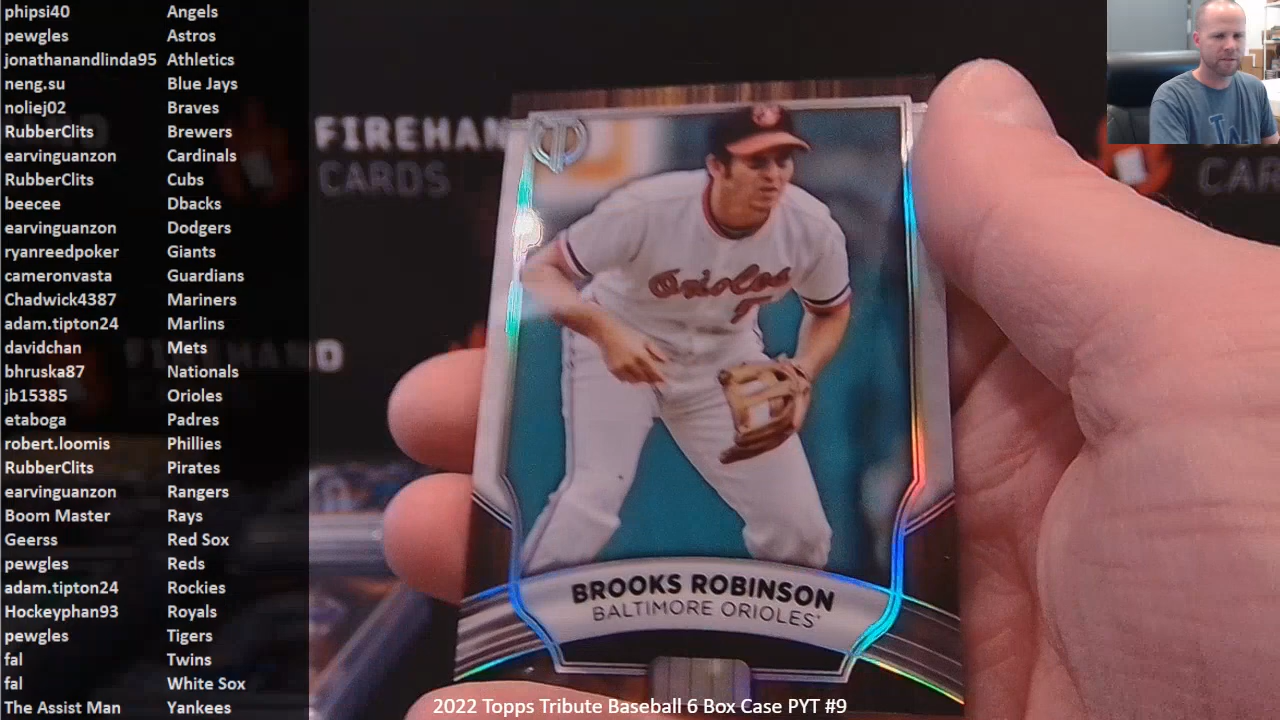 phipsi40 Angels
pewgles Astros
jonathanandlinda95 Athletics
neng.su Blue Jays
noliej02 Braves
RubberClits Brewers
earvinguanzon Cardinals
RubberClits Cubs
beecee Dbacks
earvinguanzon Dodgers
ryanreedpoker Giants
cameronvasta Guardians
Chadwick4387 Mariners
adam.tipton24 Marlins
davidchan Mets
bhruska87 Nationals
jb15385 Orioles
etaboga Padres
robert.loomis Phillies
RubberClits Pirates
earvinguanzon Rangers
Boom Master Rays
Geerss Red Sox
pewgles Reds
adam.tipton24 Rockies
Hockeyphan93 Royals
pewgles Tigers
fal Twins
fal White Sox
The Assist Man Yankees
FIREHAN
CARDS
CAR
FIREHAND
Orioles
BROOKS ROBINSON
BALTIMORE ORIOLES
2022 Topps Tribute Baseball 6 Box Case PYT #9